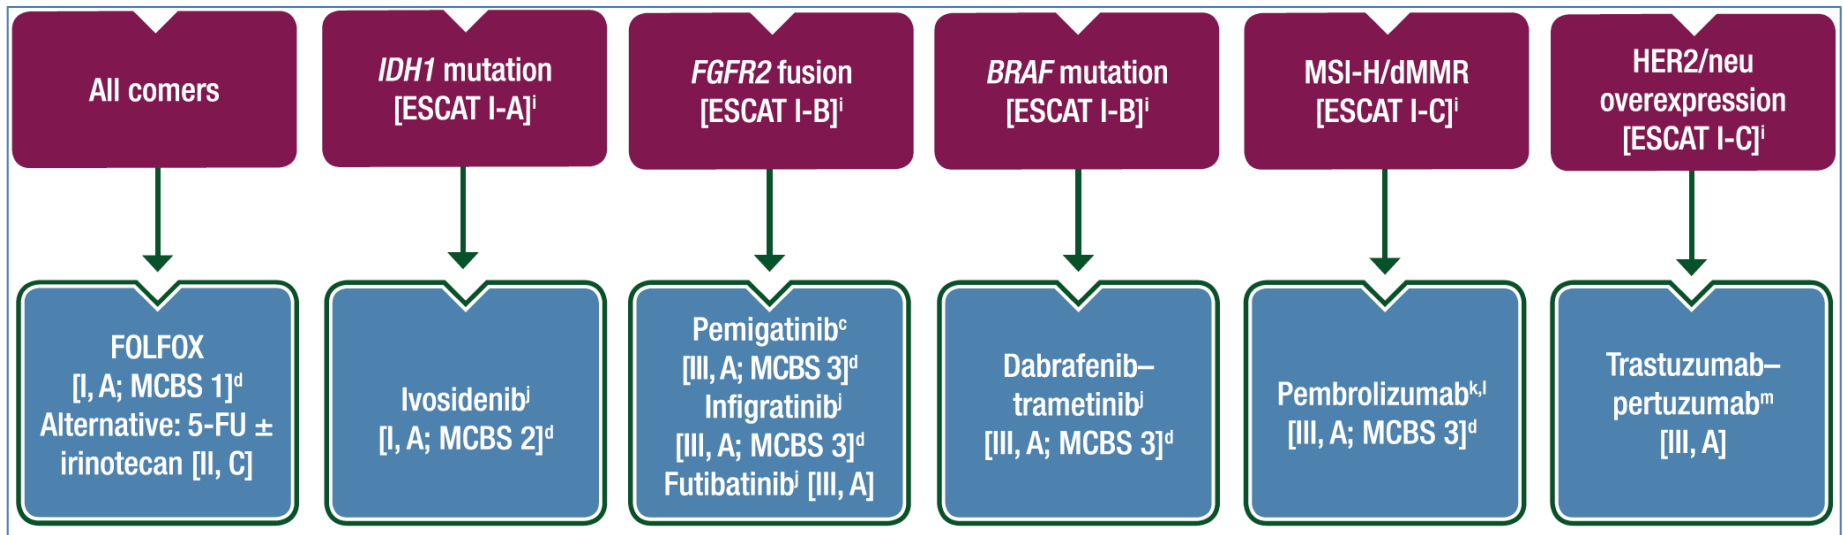 All comers
IDH1 mutation
[ESCAT I-A]ⁱ
FGFR2 fusion
[ESCAT I-B]ⁱ
BRAF mutation
[ESCAT I-B]ⁱ
MSI-H/dMMR
[ESCAT I-C]ⁱ
HER2/neu
overexpression
[ESCAT I-C]ⁱ
FOLFOX
[I, A; MCBS 1]ᵈ
Alternative: 5-FU ±
irinotecan [II, C]
Ivosidenibʲ
[I, A; MCBS 2]ᵈ
Pemigatinibᶜ
[III, A; MCBS 3]ᵈ
Infigratinibʲ
[III, A; MCBS 3]ᵈ
Futibatinibʲ [III, A]
Dabrafenib–
trametinibʲ
[III, A; MCBS 3]ᵈ
Pembrolizumabᵏ,ˡ
[III, A; MCBS 3]ᵈ
Trastuzumab–
pertuzumabᵐ
[III, A]